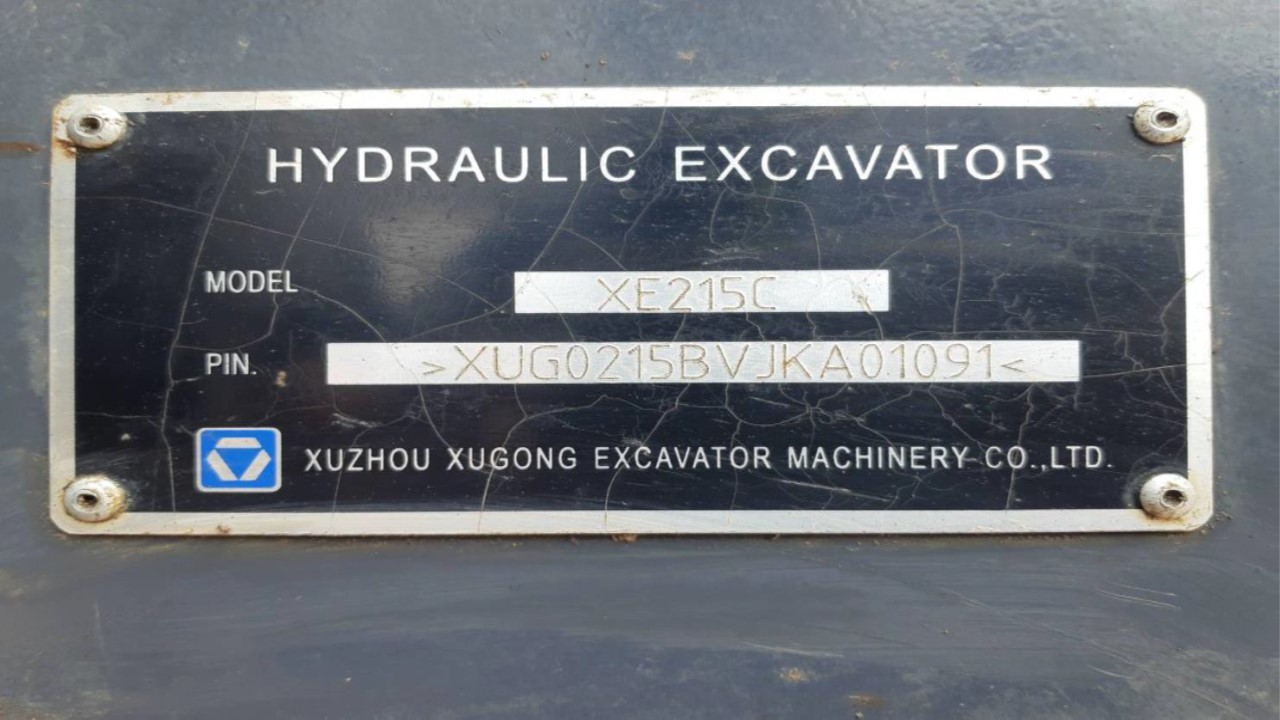 HYDRAULIC EXCAVATOR
MODEL XE215C
PIN. >XUG0215BVJKA01091<
XUZHOU XUGONG EXCAVATOR MACHINERY CO.,LTD.